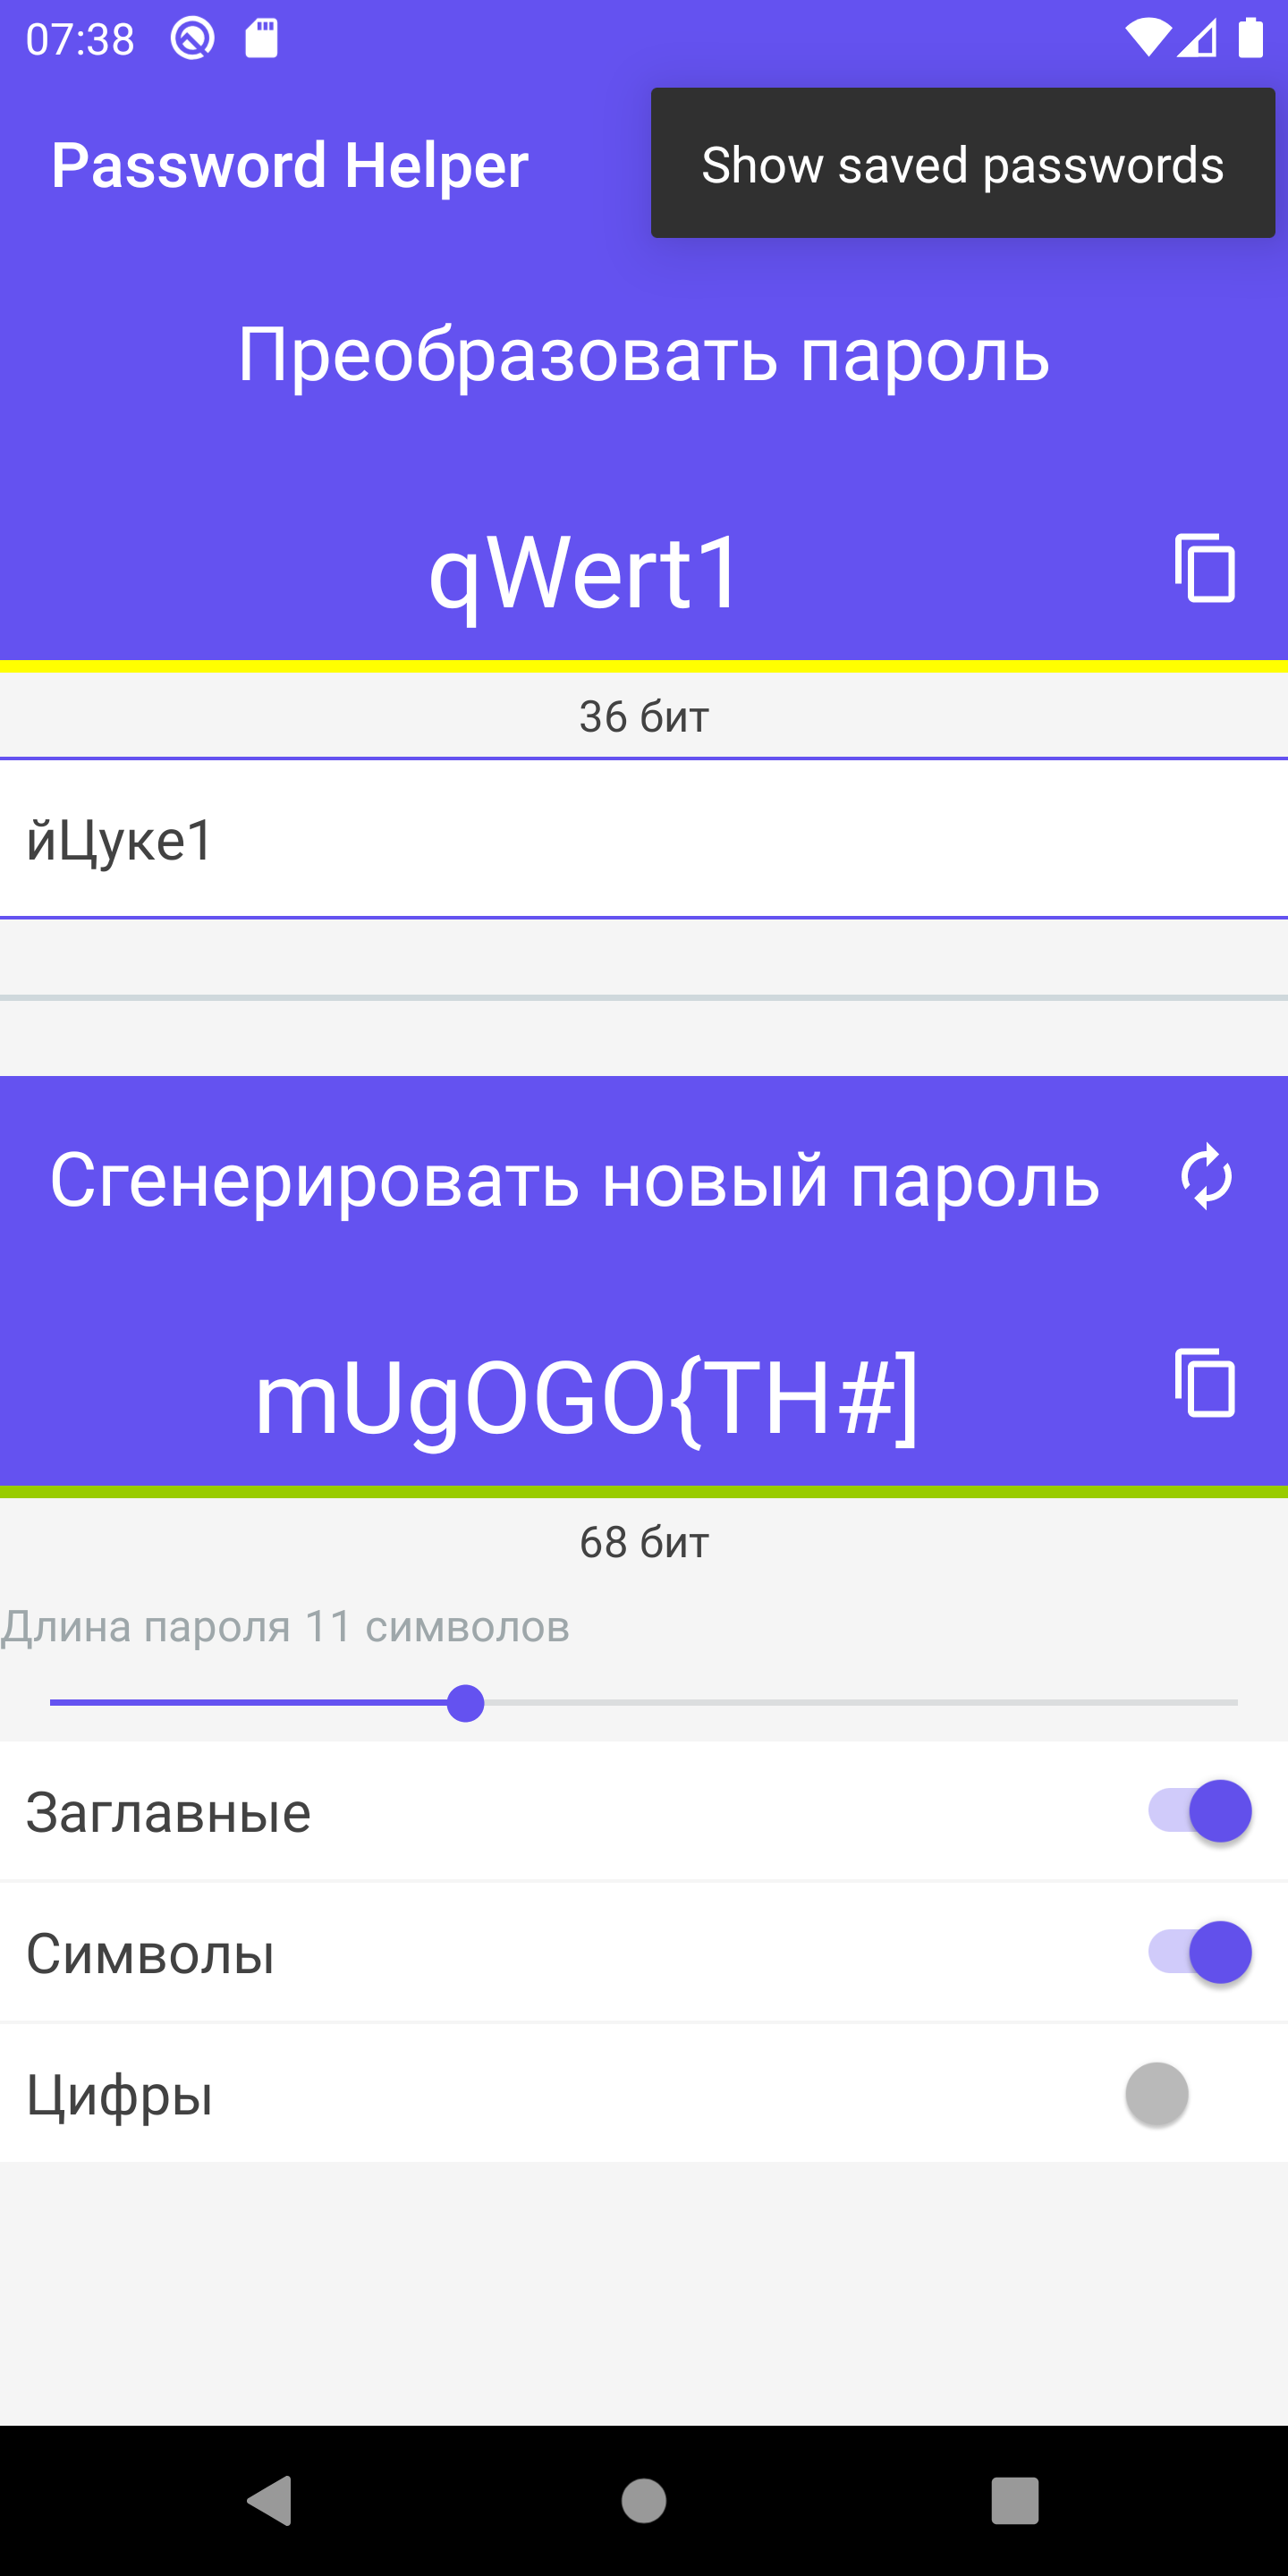 07:38
Password Helper
Show saved passwords
Преобразовать пароль
qWert1
36 бит
йЦуке1
Сгенерировать новый пароль
mUgOGO{TH#]
68 бит
Длина пароля 11 символов
Заглавные
Символы
Цифры